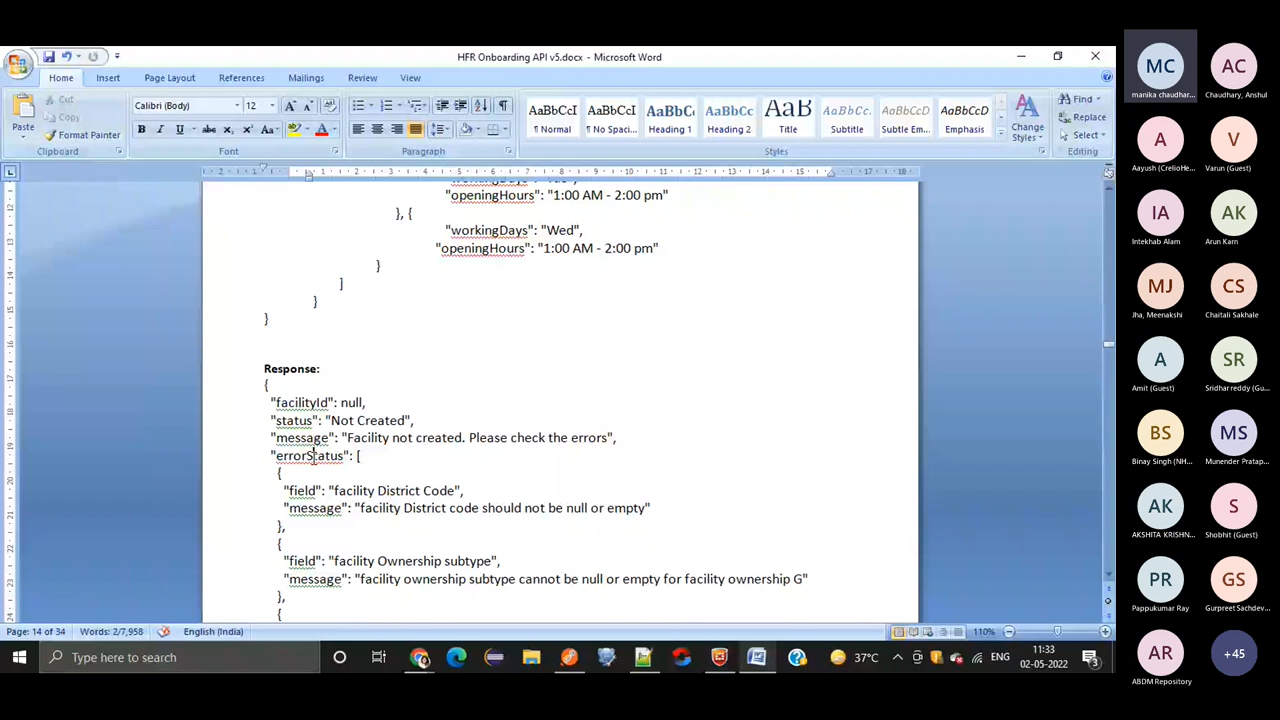 HFR Onboarding API v5.docx - Microsoft Word
Home Insert Page Layout References Mailings Review View
Paste
Cut
Copy
Format Painter
Clipboard
Calibri (Body) 12
Font
Paragraph
AaBbCcI AaBbCcI AaBbCc AaBbCc AaB AaBbCcL AaBbCcL AaBbCcD
¶ Normal ¶ No Spaci... Heading 1 Heading 2 Title Subtitle Subtle Em... Emphasis
Styles
Change Styles
Find
Replace
Select
Editing
"openingHours": "1:00 AM - 2:00 pm"
}, {
"workingDays": "Wed",
"openingHours": "1:00 AM - 2:00 pm"
}
]
}
}
Response:
{
"facilityId": null,
"status": "Not Created",
"message": "Facility not created. Please check the errors",
"errorStatus": [
{
"field": "facility District Code",
"message": "facility District code should not be null or empty"
},
{
"field": "facility Ownership subtype",
"message": "facility ownership subtype cannot be null or empty for facility ownership G"
},
{
Page: 14 of 34 Words: 2/7,958 English (India) 110%
Type here to search
37°C ENG
11:33
02-05-2022
3
MC AC
manika chaudhar... Chaudhary, Anshul
A V
Aayush (CrelioHe... Varun (Guest)
IA AK
Intekhab Alam Arun Karn
MJ CS
Jha, Meenakshi Chaitali Sakhale
A SR
Amit (Guest) Sridhar reddy (Gu...
BS MS
Binay Singh (NH... Munender Pratap...
AK S
AKSHITA KRISHN... Shobhit (Guest)
PR GS
Pappukumar Ray Gurpreet Sachdev...
AR +45
ABDM Repository